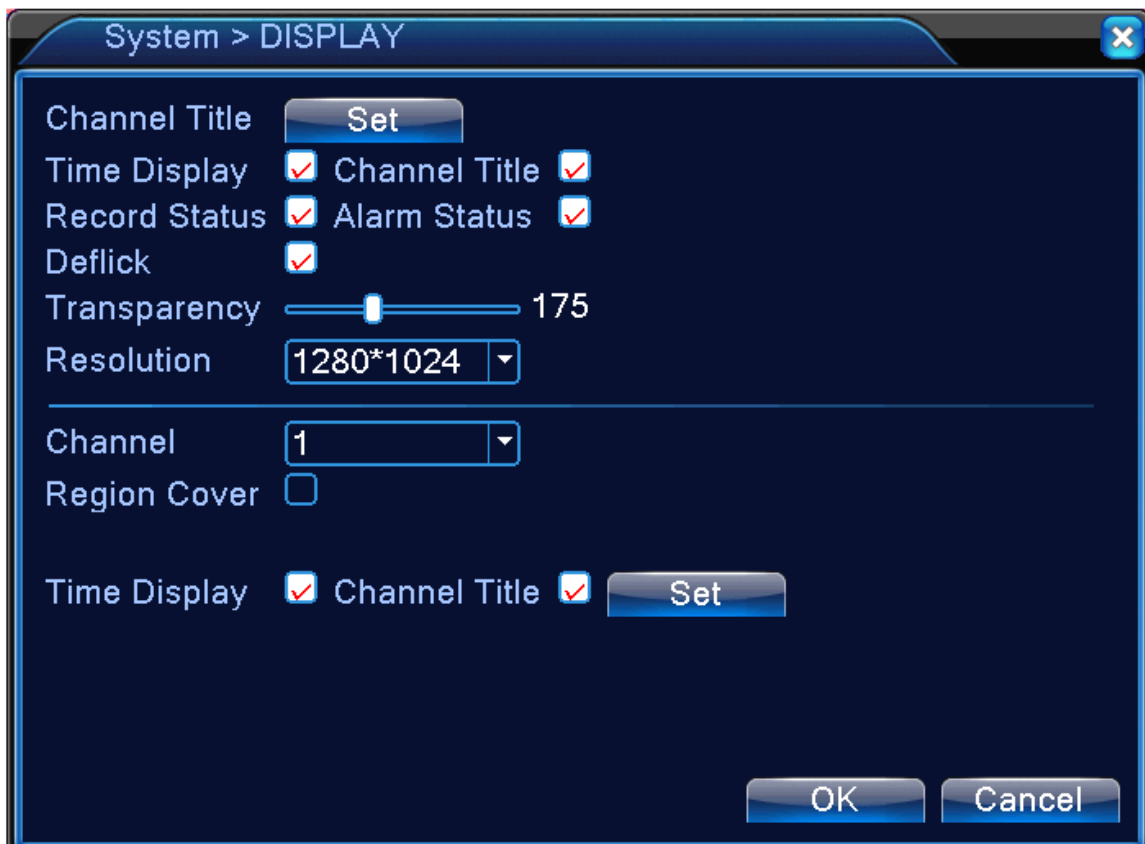 System > DISPLAY
Channel Title Set
Time Display Channel Title
Record Status Alarm Status
Deflick
Transparency 175
Resolution 1280*1024
Channel 1
Region Cover
Time Display Channel Title Set
OK Cancel